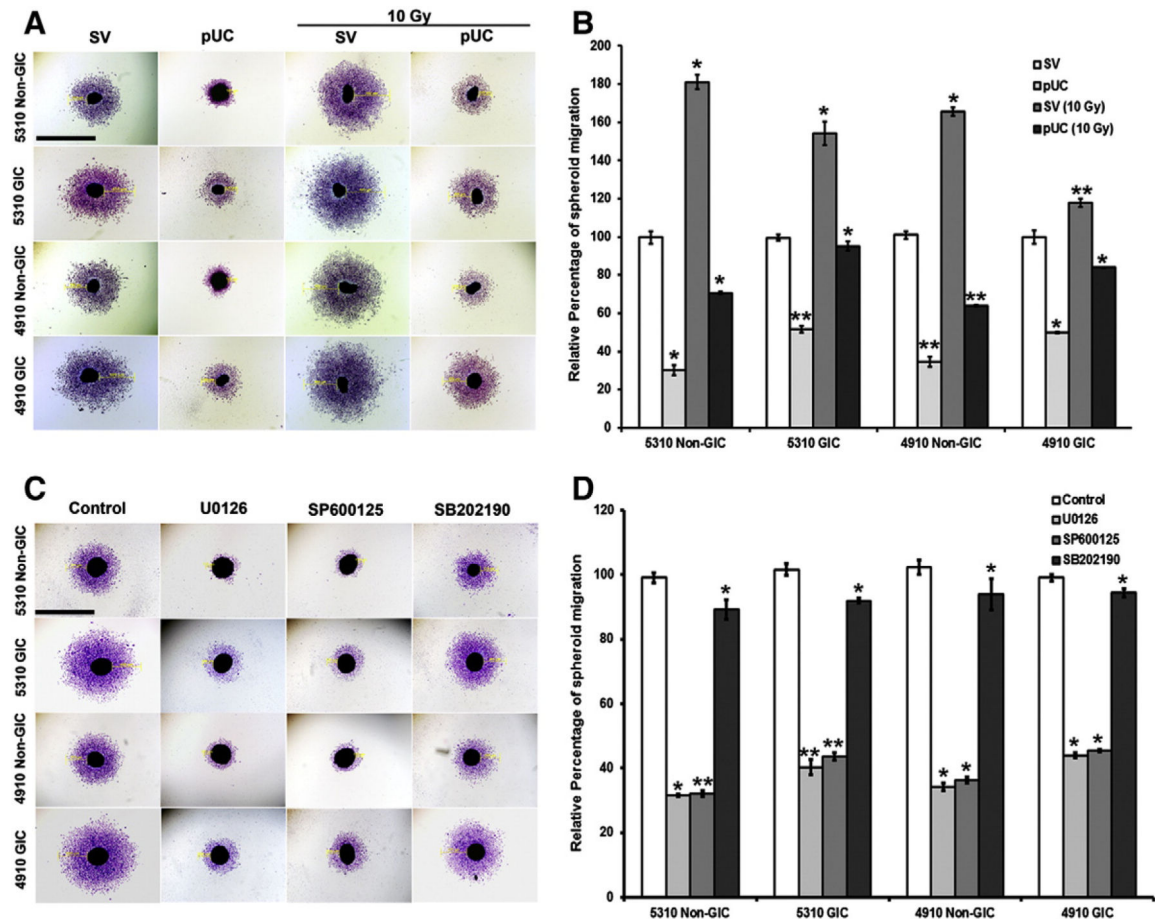 A
10 Gy
SV pUC SV pUC
5310 Non-GIC
5310 GIC
4910 Non-GIC
4910 GIC
B
Relative Percentage of spheroid migration
200
180
160
140
120
100
80
60
40
20
0
SV
pUC
SV (10 Gy)
pUC (10 Gy)
* * * *
** * *
** * **
* ** *
5310 Non-GIC 5310 GIC 4910 Non-GIC 4910 GIC
C
Control U0126 SP600125 SB202190
5310 Non-GIC
5310 GIC
4910 Non-GIC
4910 GIC
D
Relative Percentage of spheroid migration
120
100
80
60
40
20
0
Control
U0126
SP600125
SB202190
* ** *
** ** *
* * *
* * *
5310 Non-GIC 5310 GIC 4910 Non-GIC 4910 GIC